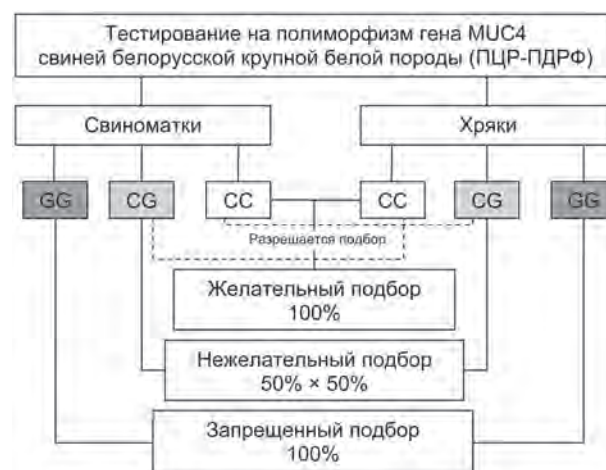 Тестирование на полиморфизм гена MUC4
свиней белорусской крупной белой породы (ПЦР-ПДРФ)
Свиноматки
Хряки
GG
CG
CC
CC
CG
GG
Разрешается подбор
Желательный подбор
100%
Нежелательный подбор
50% × 50%
Запрещенный подбор
100%